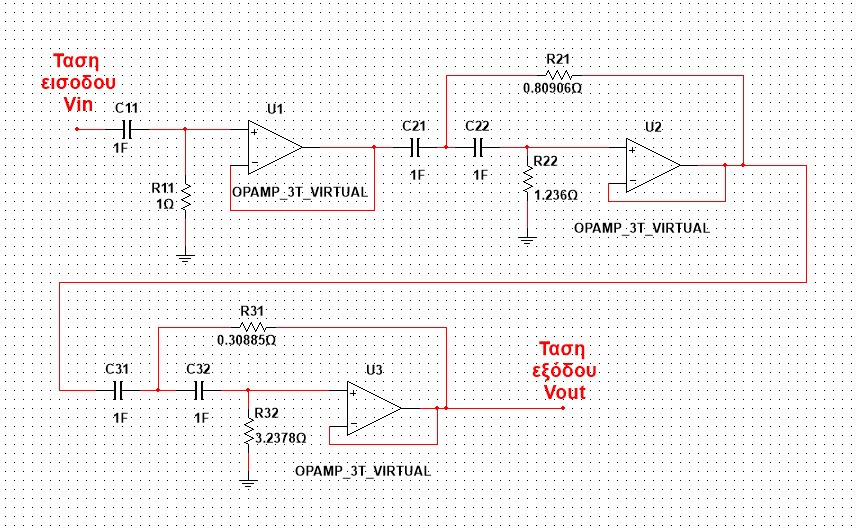 Ταση
εισοδου
Vin
C11
1F
R11
1Ω
U1
OPAMP_3T_VIRTUAL
C21
1F
C22
1F
R21
0.80906Ω
R22
1.236Ω
U2
OPAMP_3T_VIRTUAL
C31
1F
C32
1F
R31
0.30885Ω
R32
3.2378Ω
U3
OPAMP_3T_VIRTUAL
Ταση
εξόδου
Vout